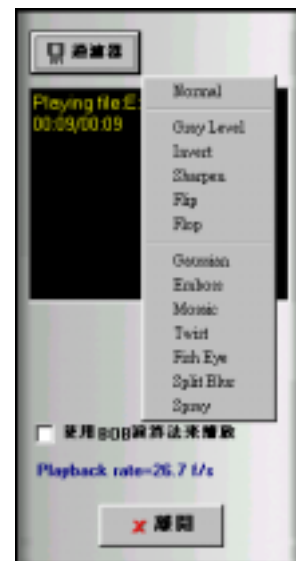 過濾器
Playing file:E:
00:09/00:09
Normal
Gray Level
Invert
Sharpen
Flip
Flop
Gaussian
Emboss
Mosaic
Twist
Fish Eye
Split Blur
Spray
使用BOB演算法來播放
Playback rate=26.7 f/s
離開